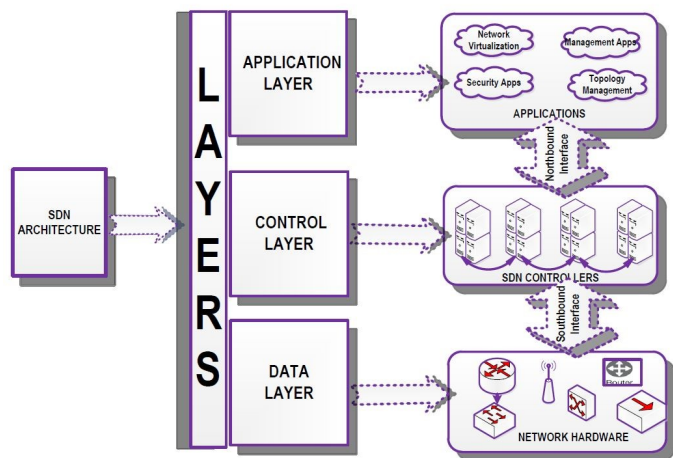 SDN
ARCHITECTURE
LAYERS
APPLICATION
LAYER
CONTROL
LAYER
DATA
LAYER
Network
Virtualization
Management Apps
Security Apps
Topology
Management
APPLICATIONS
Northbound
Interface
SDN CONTROLLERS
Southbound
Interface
Router
NETWORK HARDWARE